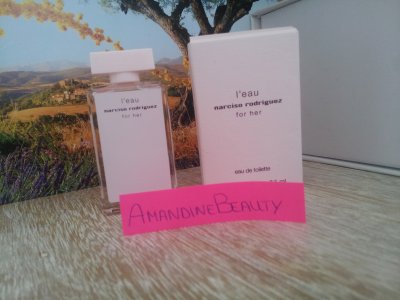 l'eau
narciso rodriguez
for her
l'eau
narciso rodriguez
for her
eau de toilette
AMANDINEBEAUTY